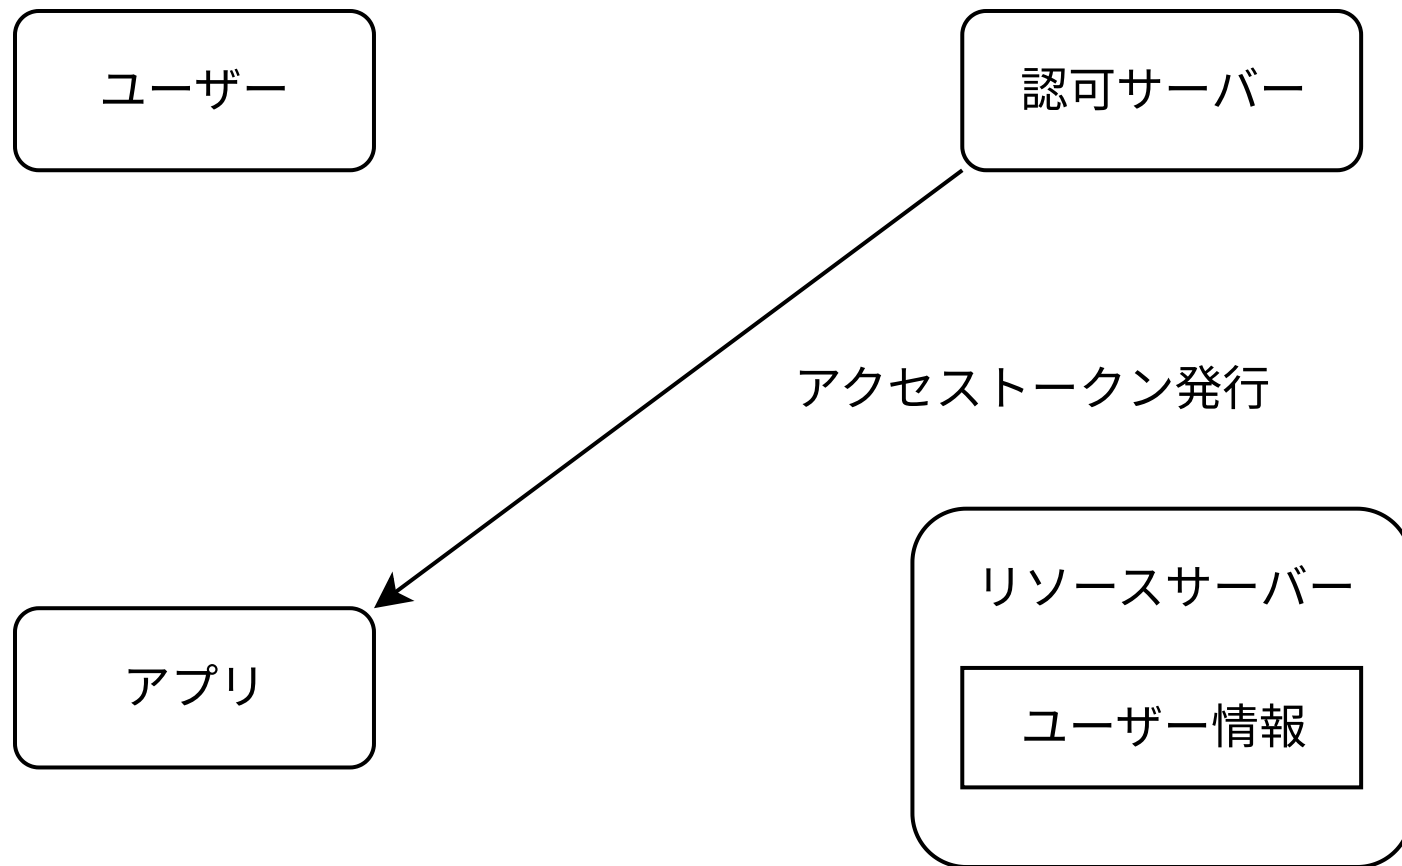 ユーザー
認可サーバー
アクセストークン発行
リソースサーバー
アプリ
ユーザー情報